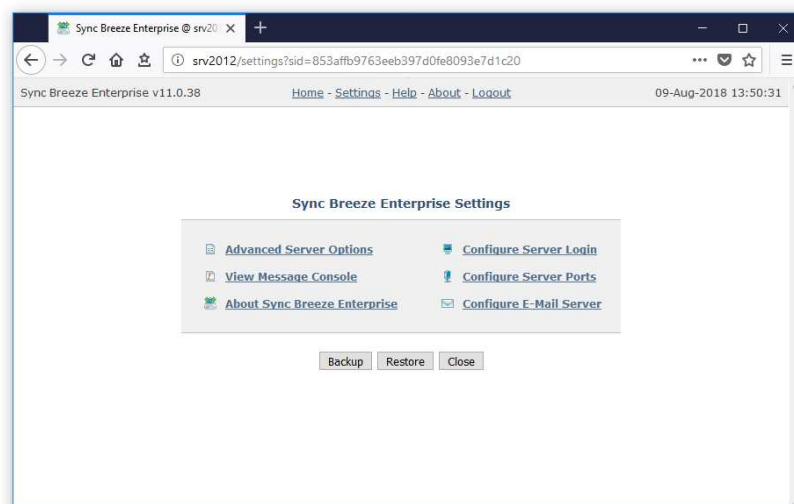 Sync Breeze Enterprise @ srv20
srv2012/settings?sid=853affb9763eeb397d0fe8093e7d1c20
Sync Breeze Enterprise v11.0.38 Home - Settings - Help - About - Logout 09-Aug-2018 13:50:31
Sync Breeze Enterprise Settings
Advanced Server Options Configure Server Login
View Message Console Configure Server Ports
About Sync Breeze Enterprise Configure E-Mail Server
Backup Restore Close